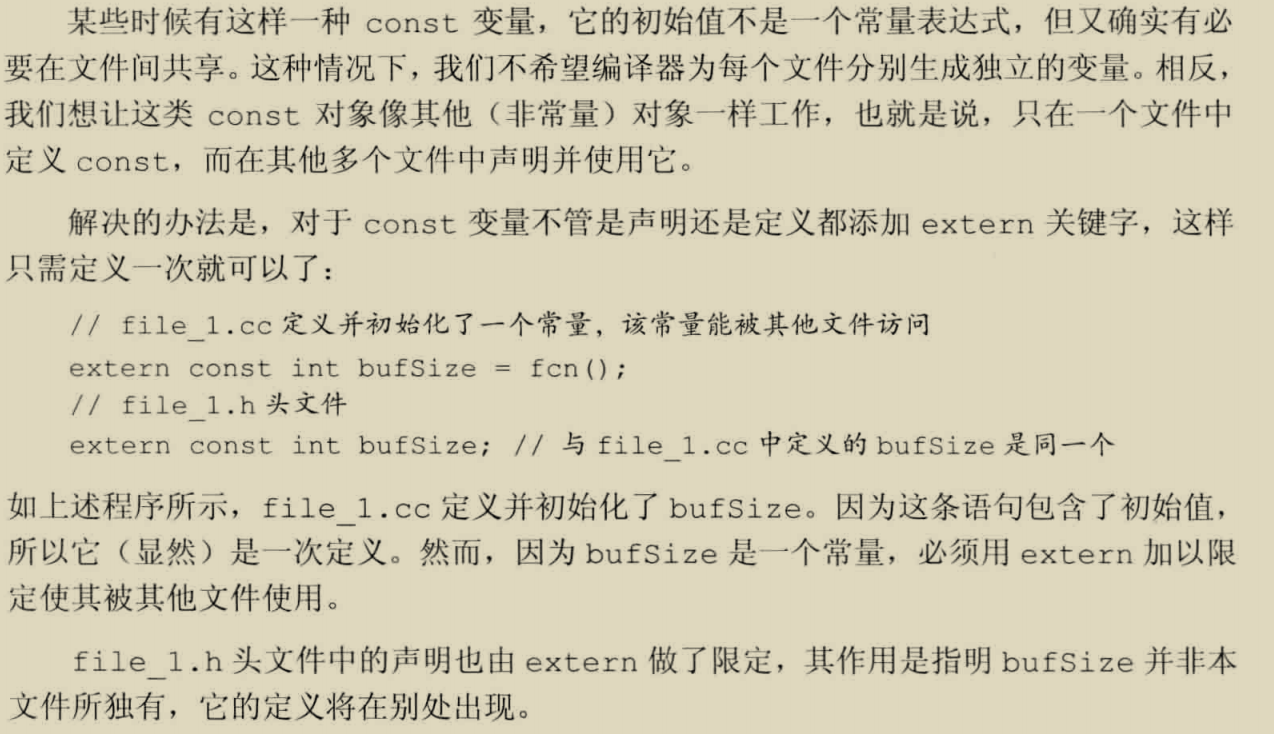 某些时候有这样一种 const 变量，它的初始值不是一个常量表达式，但又确实有必
要在文件间共享。这种情况下，我们不希望编译器为每个文件分别生成独立的变量。相反，
我们想让这类 const 对象像其他（非常量）对象一样工作，也就是说，只在一个文件中
定义 const，而在其他多个文件中声明并使用它。
解决的办法是，对于 const 变量不管是声明还是定义都添加 extern 关键字，这样
只需定义一次就可以了：
// file_1.cc 定义并初始化了一个常量，该常量能被其他文件访问
extern const int bufSize = fcn();
// file_1.h 头文件
extern const int bufSize; // 与 file_1.cc 中定义的 bufSize 是同一个
如上述程序所示，file_1.cc 定义并初始化了 bufSize。因为这条语句包含了初始值，
所以它（显然）是一次定义。然而，因为 bufSize 是一个常量，必须用 extern 加以限
定使其被其他文件使用。
file_1.h 头文件中的声明也由 extern 做了限定，其作用是指明 bufSize 并非本
文件所独有，它的定义将在别处出现。